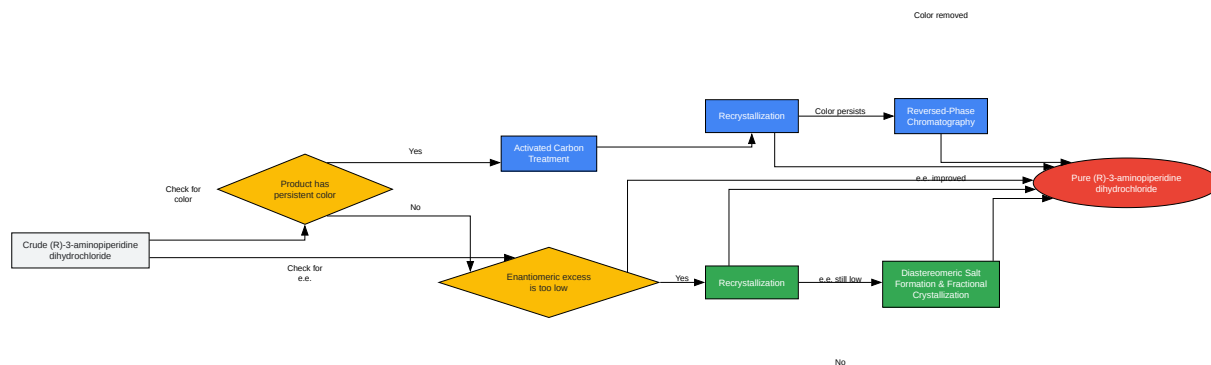 Color removed
Recrystallization
Color persists
Reversed-Phase
Chromatography
Yes
Activated Carbon
Treatment
Product has
persistent color
Check for
color
e.e. improved
Pure (R)-3-aminopiperidine
dihydrochloride
No
Crude (R)-3-aminopiperidine
dihydrochloride
Check for
e.e.
Enantiomeric excess
is too low
Yes
Recrystallization
e.e. still low
Diastereomeric Salt
Formation & Fractional
Crystallization
No